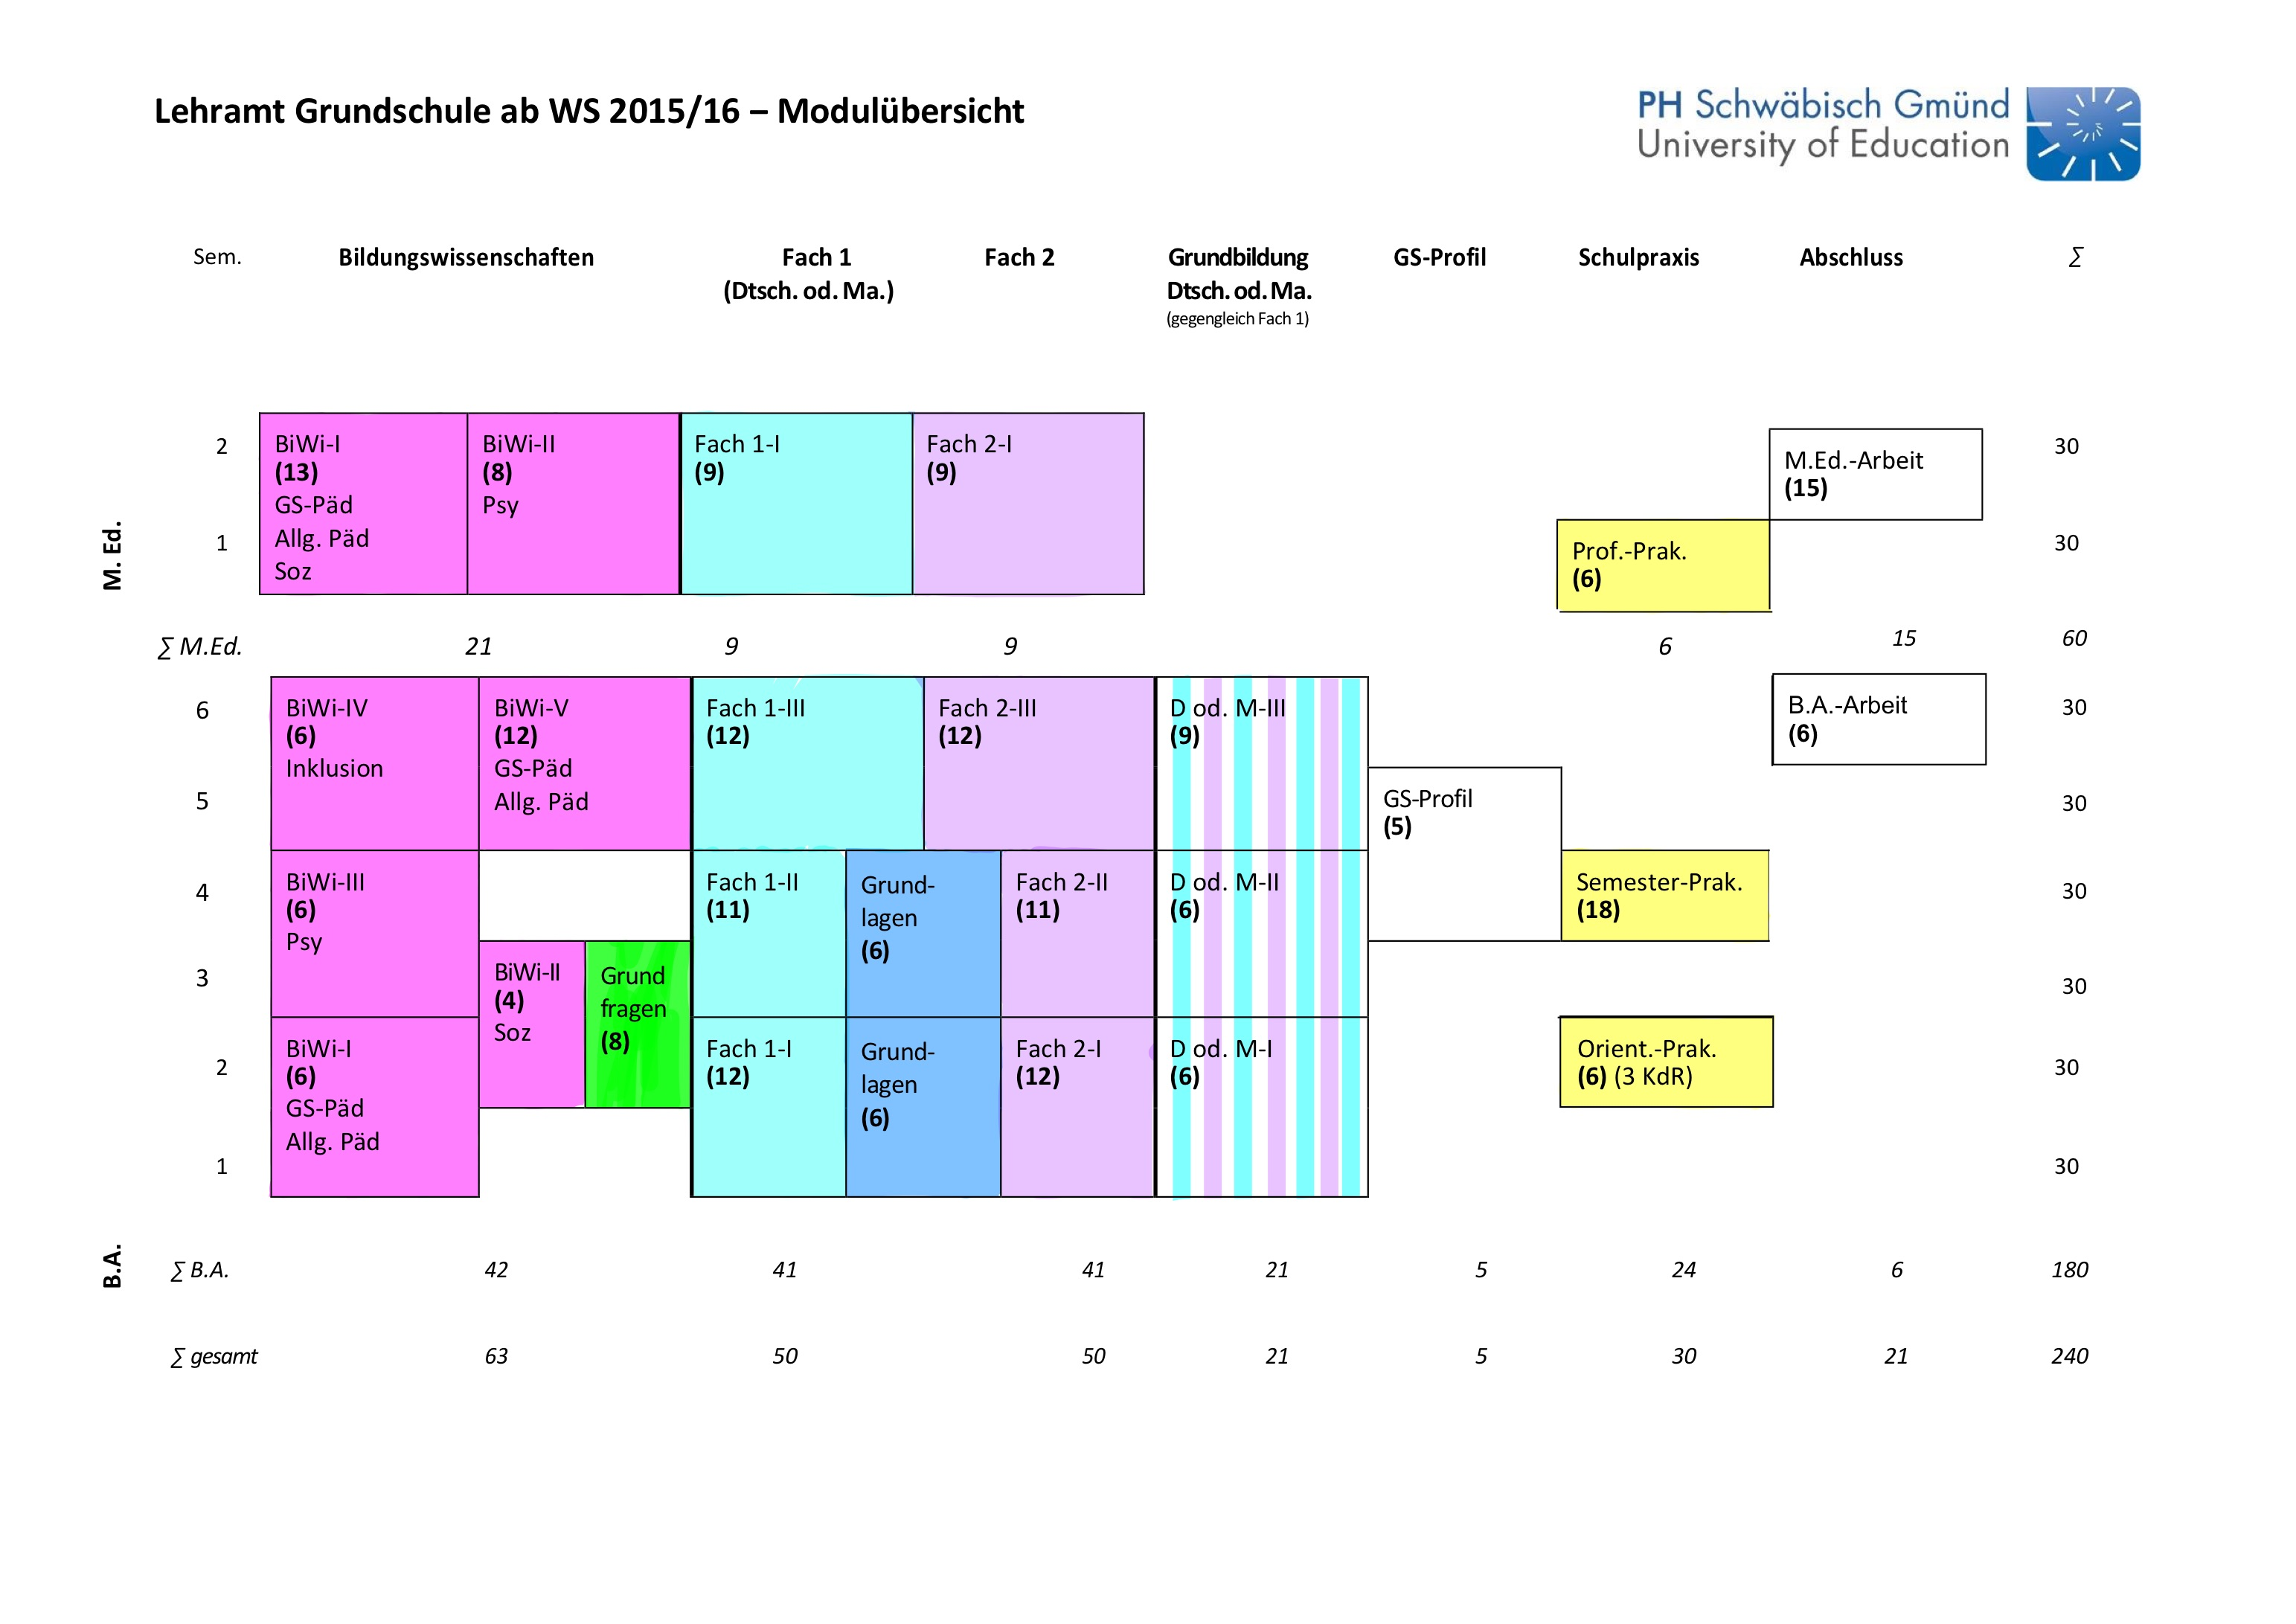 Lehramt Grundschule ab WS 2015/16 – Modulübersicht
PH Schwäbisch Gmünd
University of Education
Sem. Bildungswissenschaften Fach 1 Fach 2 Grundbildung GS-Profil Schulpraxis Abschluss ∑
(Dtsch. od. Ma.) Dtsch. od. Ma.
(gegengleich Fach 1)
M. Ed.
2
BiWi-I
(13)
GS-Päd
Allg. Päd
Soz
BiWi-II
(8)
Psy
Fach 1-I
(9)
Fach 2-I
(9)
M.Ed.-Arbeit
(15)
30
1
Prof.-Prak.
(6)
30
∑ M.Ed. 21 9 9 6 15 60
6
BiWi-IV
(6)
Inklusion
BiWi-V
(12)
GS-Päd
Allg. Päd
Fach 1-III
(12)
Fach 2-III
(12)
D od. M-III
(9)
B.A.-Arbeit
(6)
30
5
GS-Profil
(5)
30
4
BiWi-III
(6)
Psy
Fach 1-II
(11)
Grund-
lagen
(6)
Fach 2-II
(11)
D od. M-II
(6)
Semester-Prak.
(18)
30
3
BiWi-II
(4)
Soz
Grund
fragen
(8)
30
2
BiWi-I
(6)
GS-Päd
Allg. Päd
Fach 1-I
(12)
Grund-
lagen
(6)
Fach 2-I
(12)
D od. M-I
(6)
Orient.-Prak.
(6) (3 KdR)
30
1
30
B.A.
∑ B.A. 42 41 41 21 5 24 6 180
∑ gesamt 63 50 50 21 5 30 21 240